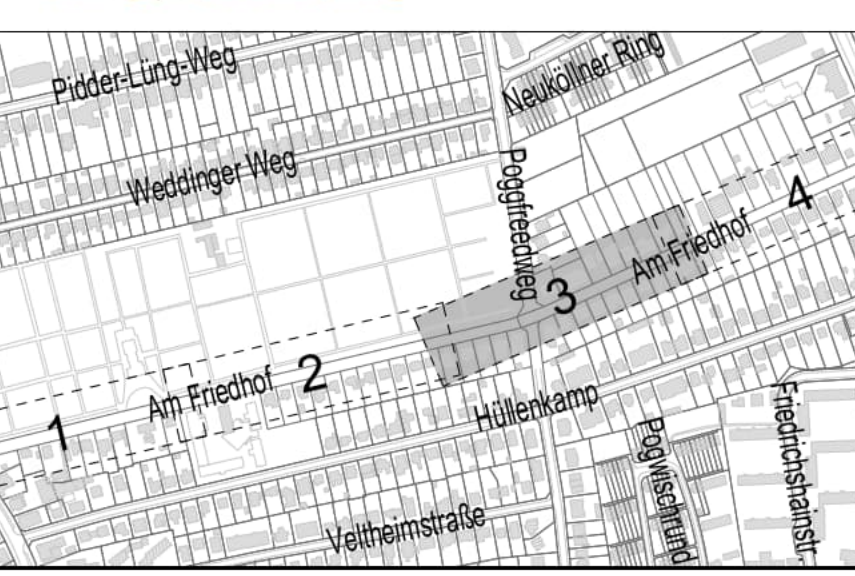 Pidder-Lüng-Weg
Neuköllner Ring
Weddinger Weg
Poggfreedweg
4
Am Friedhof
3
2
Am Friedhof
1
Hüllenkamp
Pogwischrund
Friedrichshainstr.
Veltheimstraße